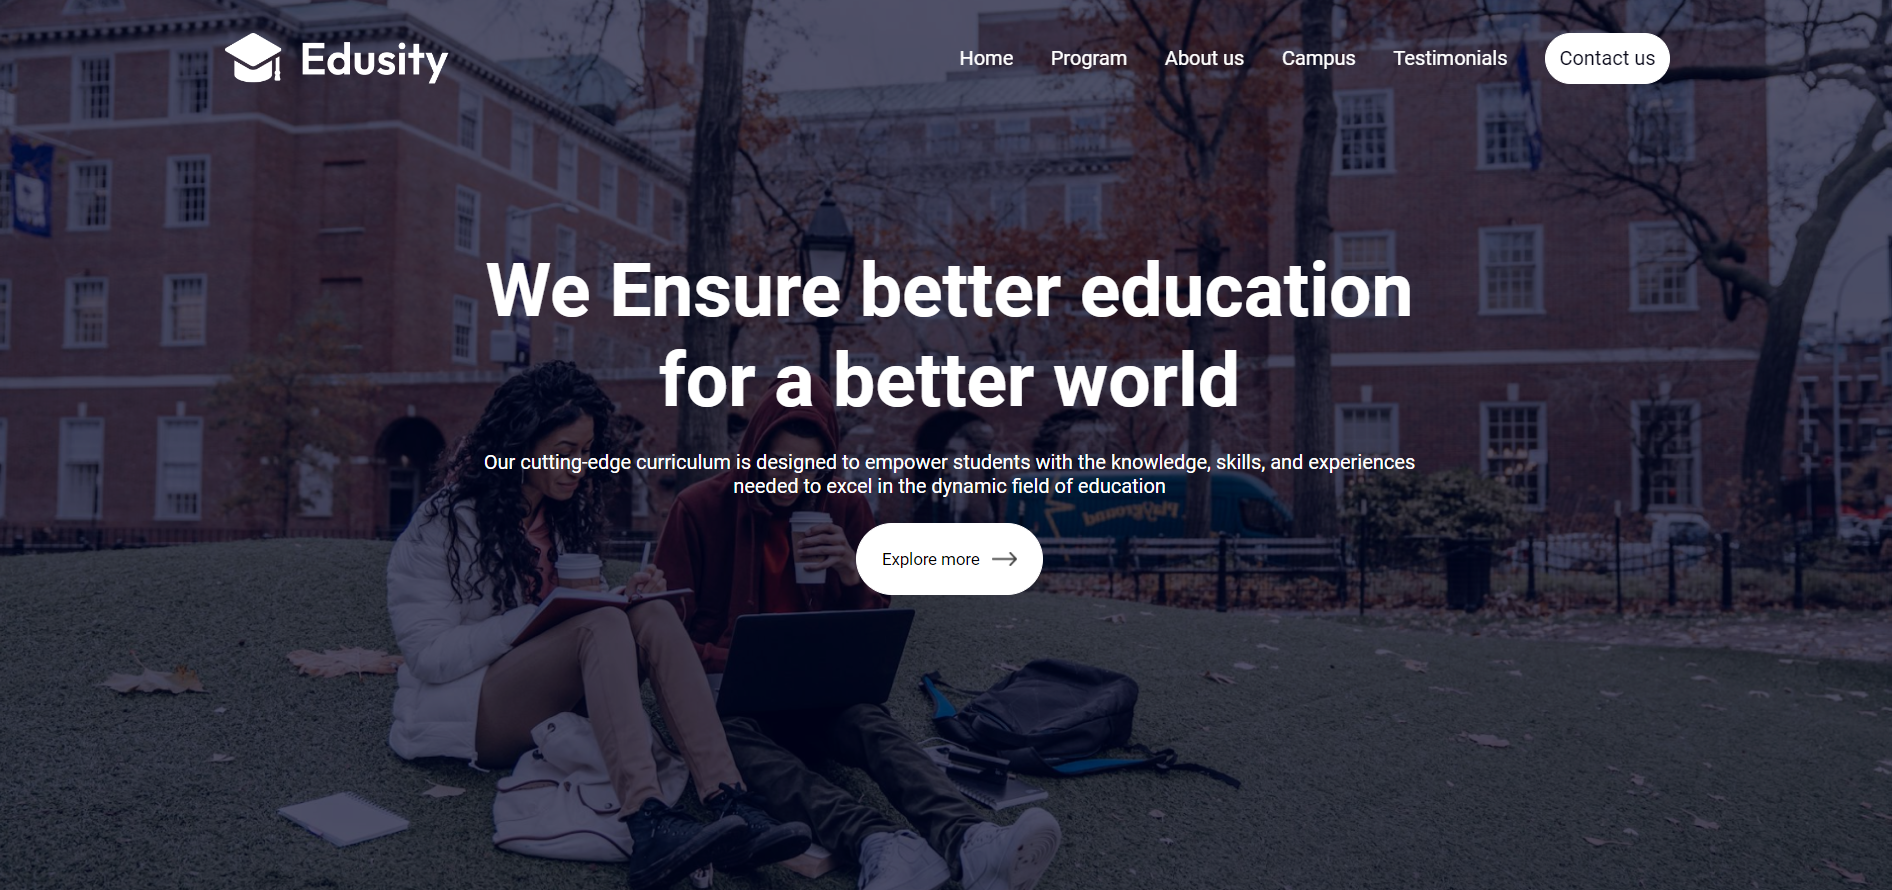 Edusity
Home Program About us Campus Testimonials Contact us
We Ensure better education
for a better world
Our cutting-edge curriculum is designed to empower students with the knowledge, skills, and experiences
needed to excel in the dynamic field of education
Explore more
Playground